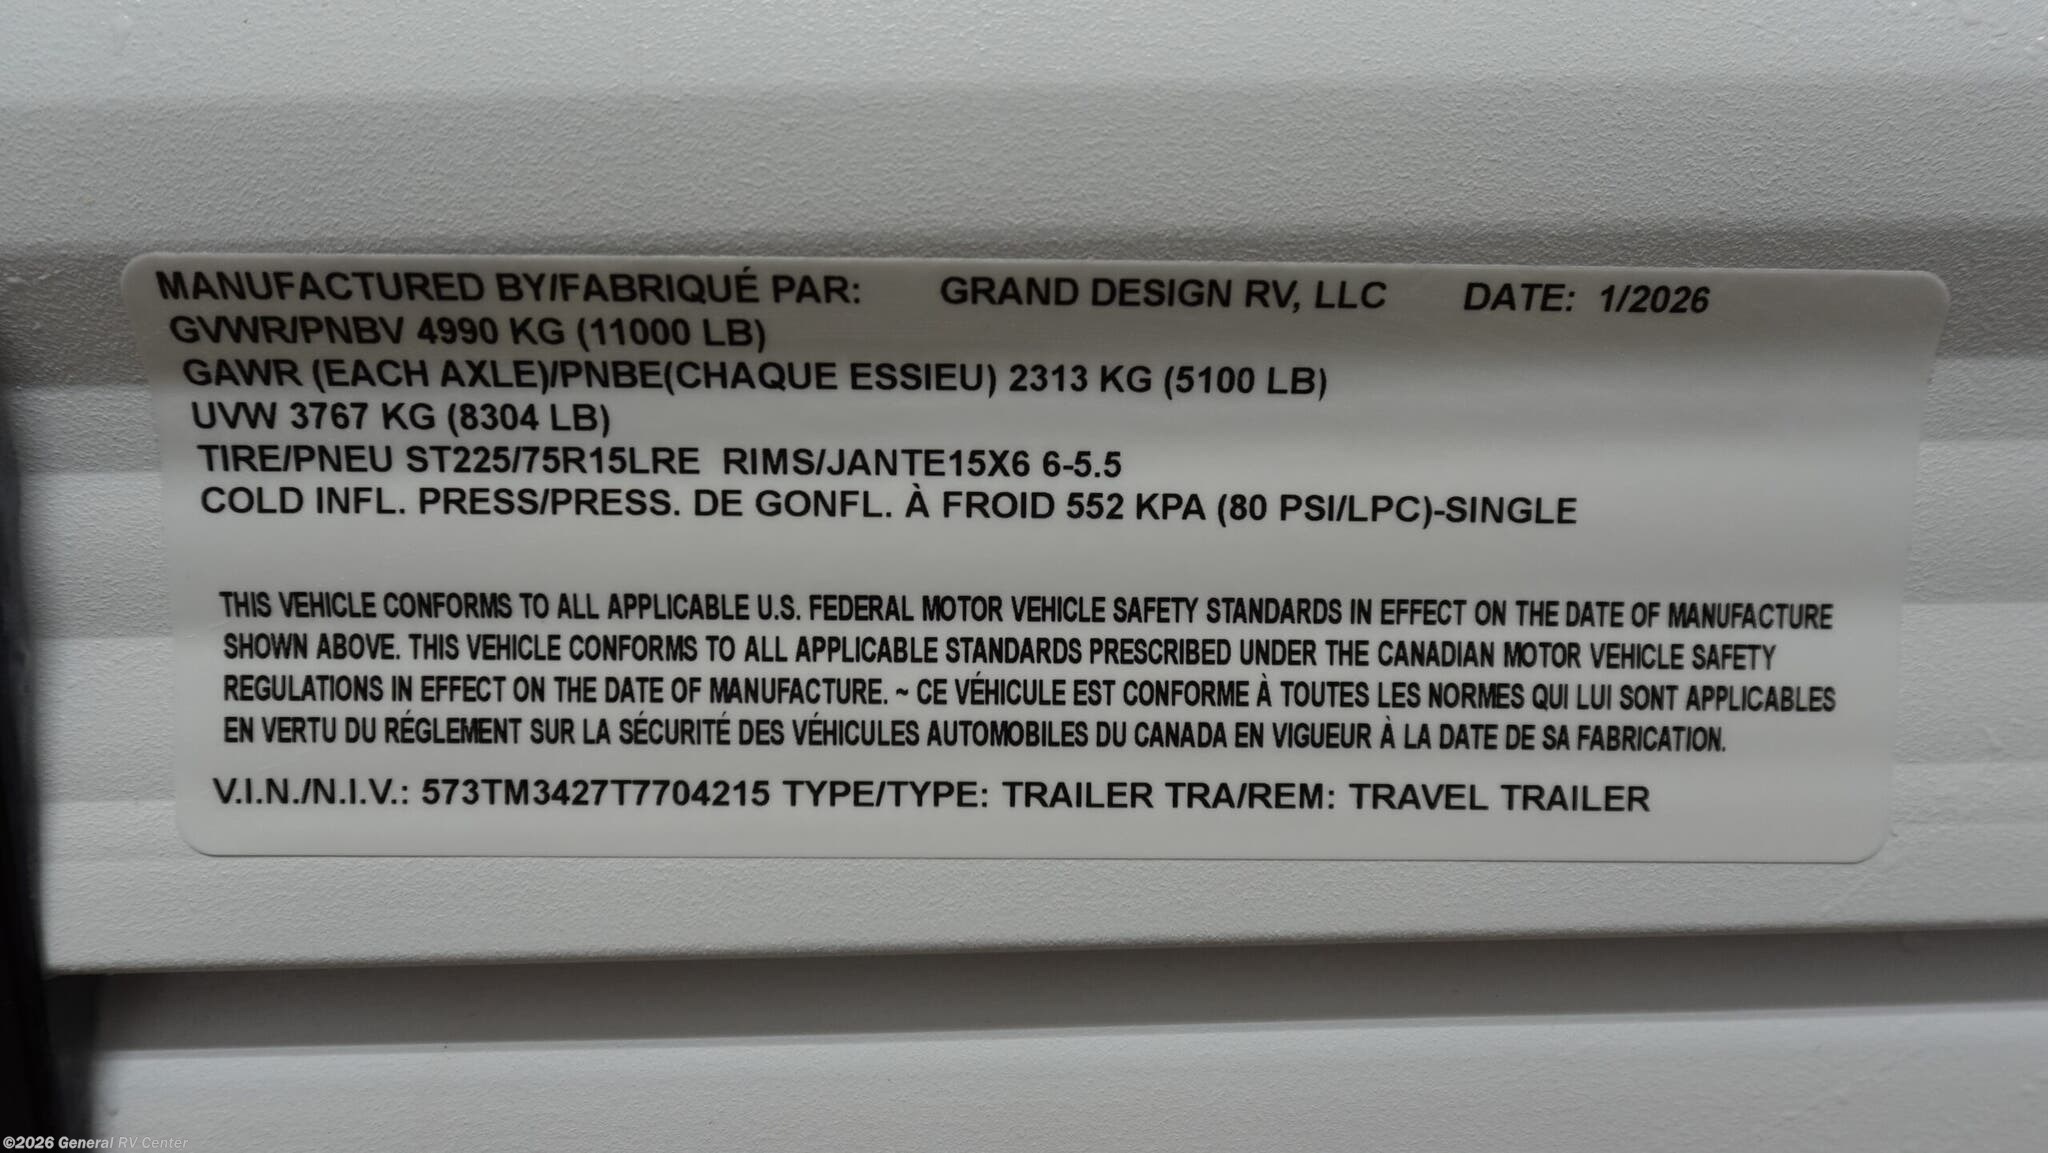 MANUFACTURED BY/FABRIQUÉ PAR: GRAND DESIGN RV, LLC DATE: 1/2026
GVWR/PNBV 4990 KG (11000 LB)
GAWR (EACH AXLE)/PNBE(CHAQUE ESSIEU) 2313 KG (5100 LB)
UVW 3767 KG (8304 LB)
TIRE/PNEU ST225/75R15LRE RIMS/JANTE15X6 6-5.5
COLD INFL. PRESS/PRESS. DE GONFL. À FROID 552 KPA (80 PSI/LPC)-SINGLE
THIS VEHICLE CONFORMS TO ALL APPLICABLE U.S. FEDERAL MOTOR VEHICLE SAFETY STANDARDS IN EFFECT ON THE DATE OF MANUFACTURE
SHOWN ABOVE. THIS VEHICLE CONFORMS TO ALL APPLICABLE STANDARDS PRESCRIBED UNDER THE CANADIAN MOTOR VEHICLE SAFETY
REGULATIONS IN EFFECT ON THE DATE OF MANUFACTURE. ~ CE VÉHICULE EST CONFORME À TOUTES LES NORMES QUI LUI SONT APPLICABLES
EN VERTU DU RÉGLEMENT SUR LA SÉCURITÉ DES VÉHICULES AUTOMOBILES DU CANADA EN VIGUEUR À LA DATE DE SA FABRICATION.
V.I.N./N.I.V.: 573TM3427T7704215 TYPE/TYPE: TRAILER TRA/REM: TRAVEL TRAILER
©2026 General RV Center